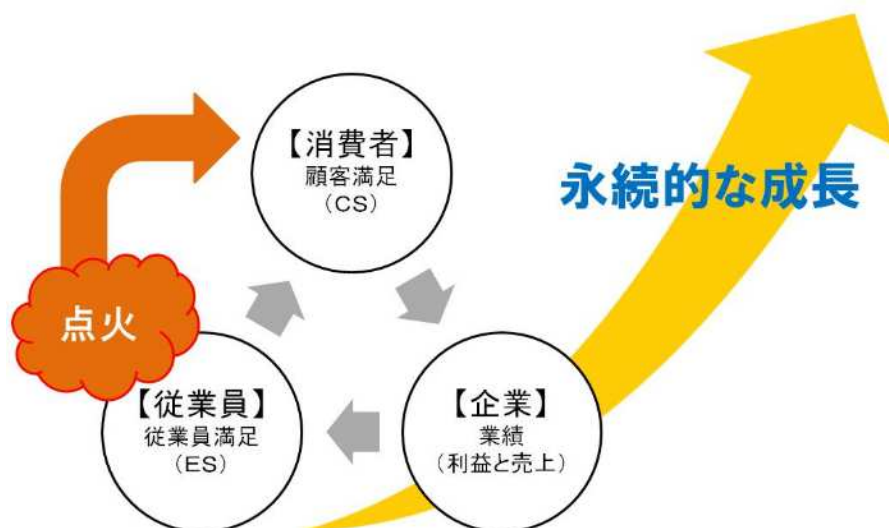 【消費者】
顧客満足
（CS）
永続的な成長
点火
【従業員】
従業員満足
（ES）
【企業】
業績
（利益と売上）